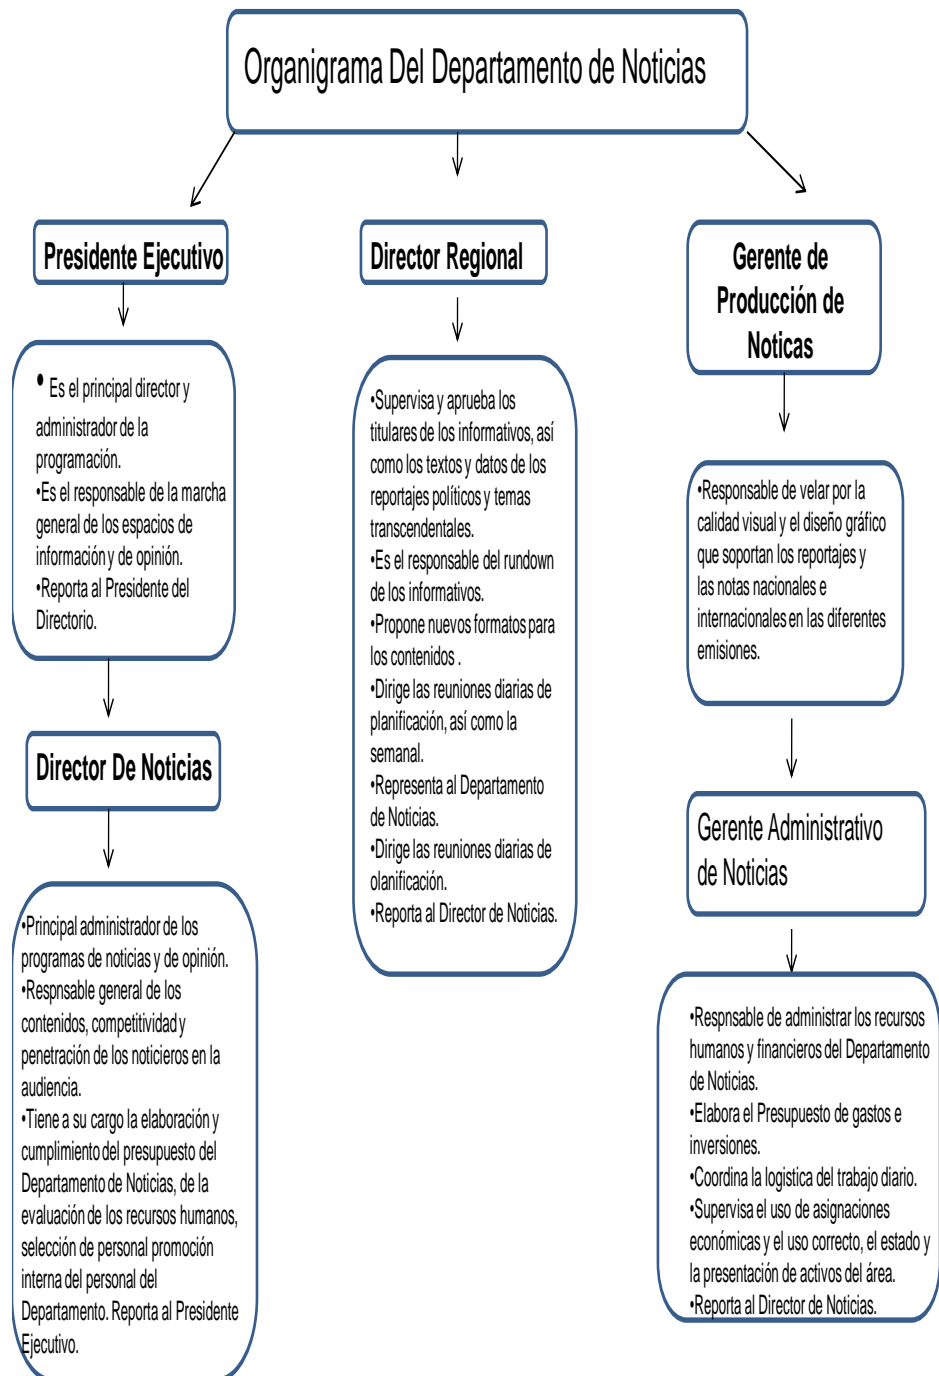 Organigrama Del Departamento de Noticias
Presidente Ejecutivo
• Es el principal director y
administrador de la
programación.
•Es el responsable de la marcha
general de los espacios de
información y de opinión.
•Reporta al Presidente del
Directorio.
Director De Noticias
•Principal administrador de los
programas de noticias y de opinión.
•Respnsable general de los
contenidos, competitividad y
penetración de los noticieros en la
audiencia.
•Tiene a su cargo la elaboración y
cumplimiento del presupuesto del
Departamento de Noticias, de la
evaluación de los recursos humanos,
selección de personal promoción
interna del personal del
Departamento. Reporta al Presidente
Ejecutivo.
Director Regional
•Supervisa y aprueba los
titulares de los informativos, así
como los textos y datos de los
reportajes políticos y temas
transcendentales.
•Es el responsable del rundown
de los informativos.
•Propone nuevos formatos para
los contenidos .
•Dirige las reuniones diarias de
planificación, así como la
semanal.
•Representa al Departamento
de Noticias.
•Dirige las reuniones diarias de
olanificación.
•Reporta al Director de Noticias.
Gerente de
Producción de
Noticas
•Responsable de velar por la
calidad visual y el diseño gráfico
que soportan los reportajes y
las notas nacionales e
internacionales en las diferentes
emisiones.
Gerente Administrativo
de Noticias
•Respnsable de administrar los recursos
humanos y financieros del Departamento
de Noticias.
•Elabora el Presupuesto de gastos e
inversiones.
•Coordina la logistica del trabajo diario.
•Supervisa el uso de asignaciones
económicas y el uso correcto, el estado y
la presentación de activos del área.
•Reporta al Director de Noticias.